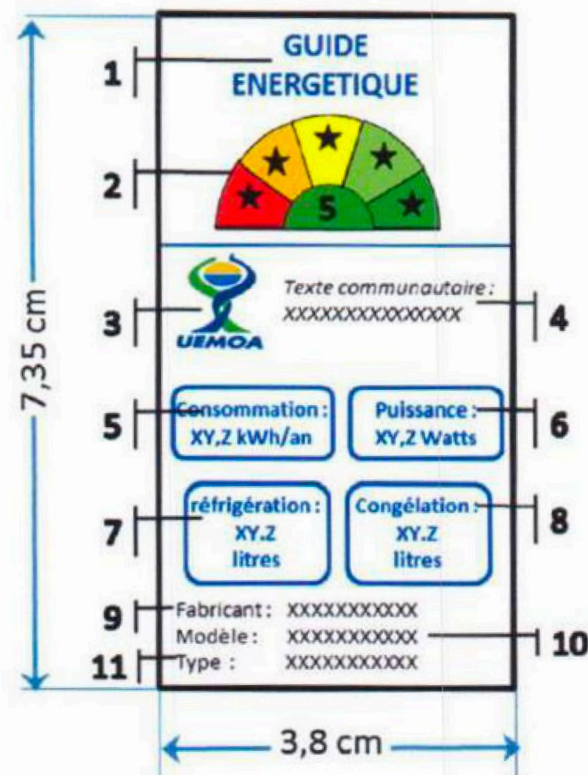 1
GUIDE
ENERGETIQUE
2
5
3
UEMOA
Texte communautaire :
XXXXXXXXXXXXXXX
4
5
Consommation :
XY,Z kWh/an
Puissance :
XY,Z Watts
6
7
réfrigération :
XY.Z
litres
Congélation :
XY.Z
litres
8
9
Fabricant : XXXXXXXXXXX
Modèle : XXXXXXXXXXX
10
11
Type : XXXXXXXXXXX
7,35 cm
3,8 cm